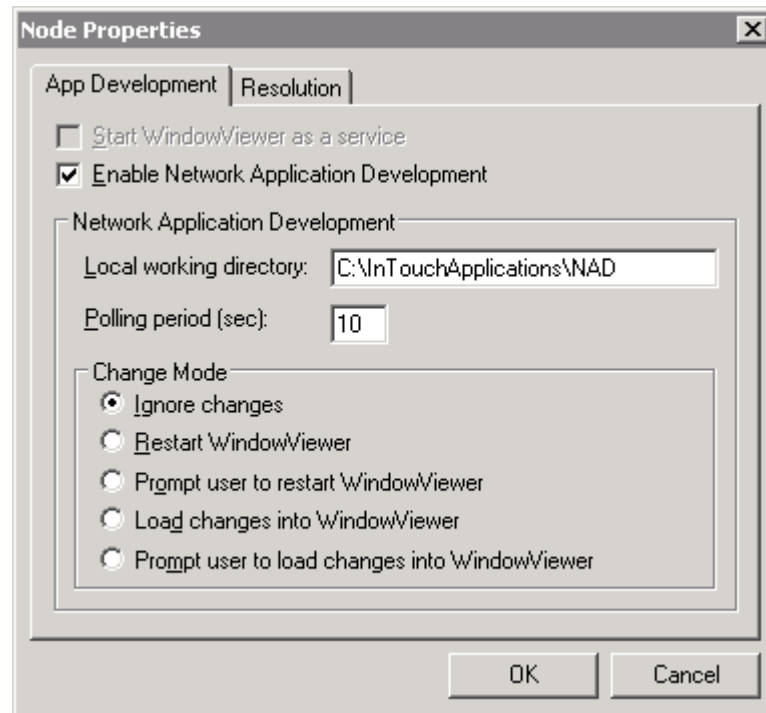 Node Properties
App Development
Resolution
Start WindowViewer as a service
Enable Network Application Development
Network Application Development
Local working directory: C:\InTouchApplications\NAD
Polling period (sec): 10
Change Mode
Ignore changes
Restart WindowViewer
Prompt user to restart WindowViewer
Load changes into WindowViewer
Prompt user to load changes into WindowViewer
OK
Cancel